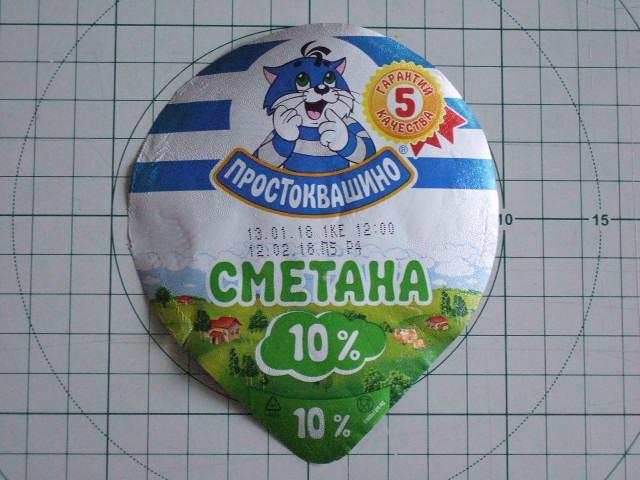 ГАРАНТИЙ
5
КАЧЕСТВА
®
ПРОСТОКВАШИНО
13.01.18 1КЕ 12:00
12.02.18 П5 Р4
10
15
СМЕТАНА
10 %
10 %